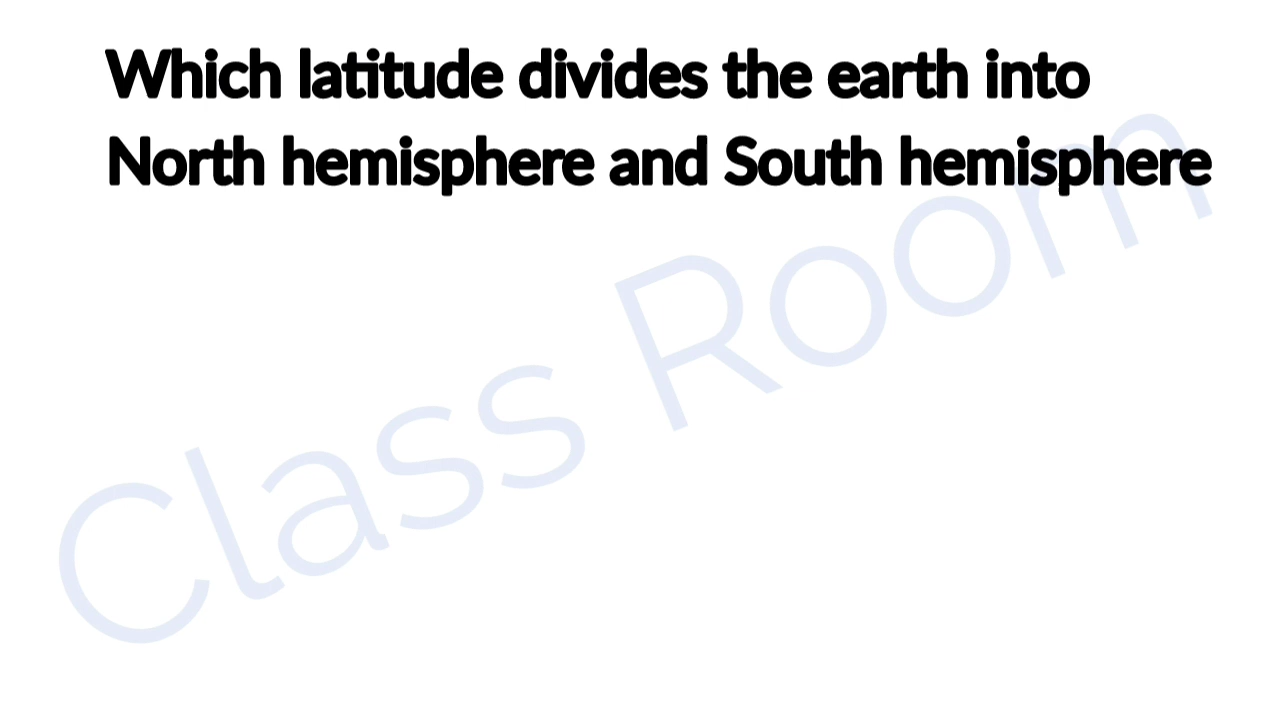 Which latitude divides the earth into
North hemisphere and South hemisphere
Class Room